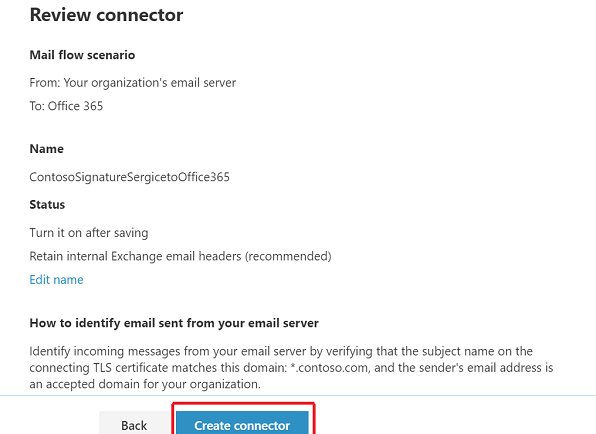 Review connector
Mail flow scenario
From: Your organization's email server
To: Office 365
Name
ContosoSignatureSergicetoOffice365
Status
Turn it on after saving
Retain internal Exchange email headers (recommended)
Edit name
How to identify email sent from your email server
Identify incoming messages from your email server by verifying that the subject name on the
connecting TLS certificate matches this domain: *.contoso.com, and the sender's email address is
an accepted domain for your organization.
Back
Create connector